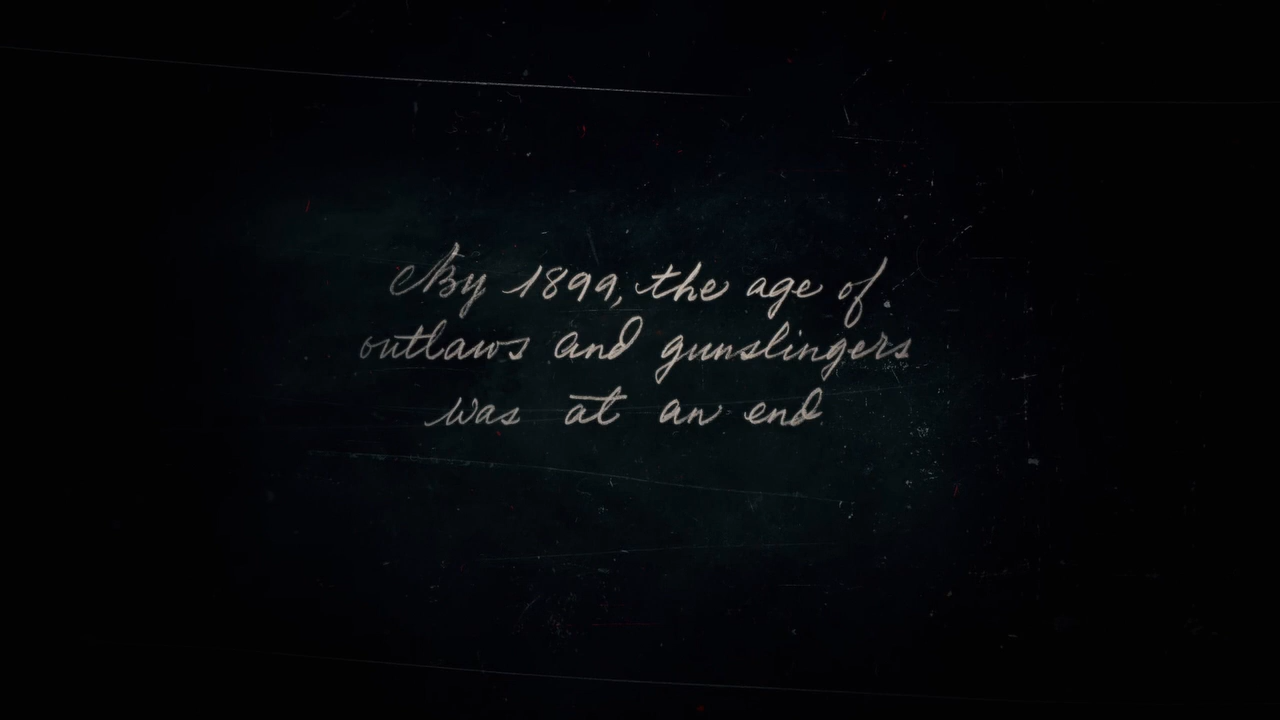 By 1899, the age of
outlaws and gunslingers
was at an end